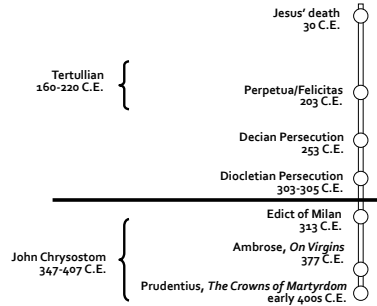 Jesus' death
30 C.E.
Tertullian
160-220 C.E.
Perpetua/Felicitas
203 C.E.
Decian Persecution
253 C.E.
Diocletian Persecution
303-305 C.E.
Edict of Milan
313 C.E.
John Chrysostom
347-407 C.E.
Ambrose, On Virgins
377 C.E.
Prudentius, The Crowns of Martyrdom
early 400s C.E.